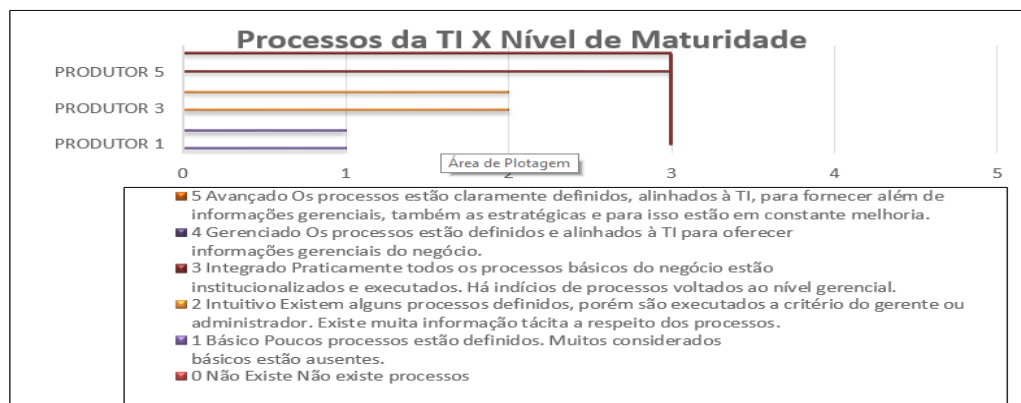 Processos da TI X Nível de Maturidade
PRODUTOR 5
PRODUTOR 3
PRODUTOR 1
0 1 2 3 4 5
Área de Plotagem
5 Avançado Os processos estão claramente definidos, alinhados à TI, para fornecer além de
informações gerenciais, também as estratégicas e para isso estão em constante melhoria.
4 Gerenciado Os processos estão definidos e alinhados à TI para oferecer
informações gerenciais do negócio.
3 Integrado Praticamente todos os processos básicos do negócio estão
institucionalizados e executados. Há indícios de processos voltados ao nível gerencial.
2 Intuitivo Existem alguns processos definidos, porém são executados a critério do gerente ou
administrador. Existe muita informação tácita a respeito dos processos.
1 Básico Poucos processos estão definidos. Muitos considerados
básicos estão ausentes.
0 Não Existe Não existe processos